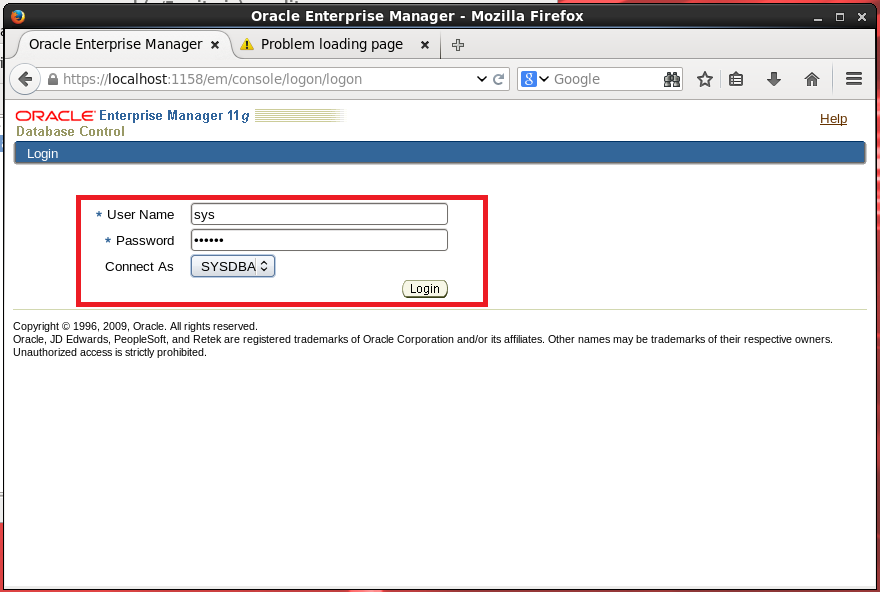 Oracle Enterprise Manager - Mozilla Firefox
Oracle Enterprise Manager × Problem loading page ×
https://localhost:1158/em/console/logon/logon Google
ORACLE Enterprise Manager 11g
Database Control
Help
Login
* User Name sys
* Password ••••••
Connect As SYSDBA
Login
Copyright © 1996, 2009, Oracle. All rights reserved.
Oracle, JD Edwards, PeopleSoft, and Retek are registered trademarks of Oracle Corporation and/or its affiliates. Other names may be trademarks of their respective owners.
Unauthorized access is strictly prohibited.